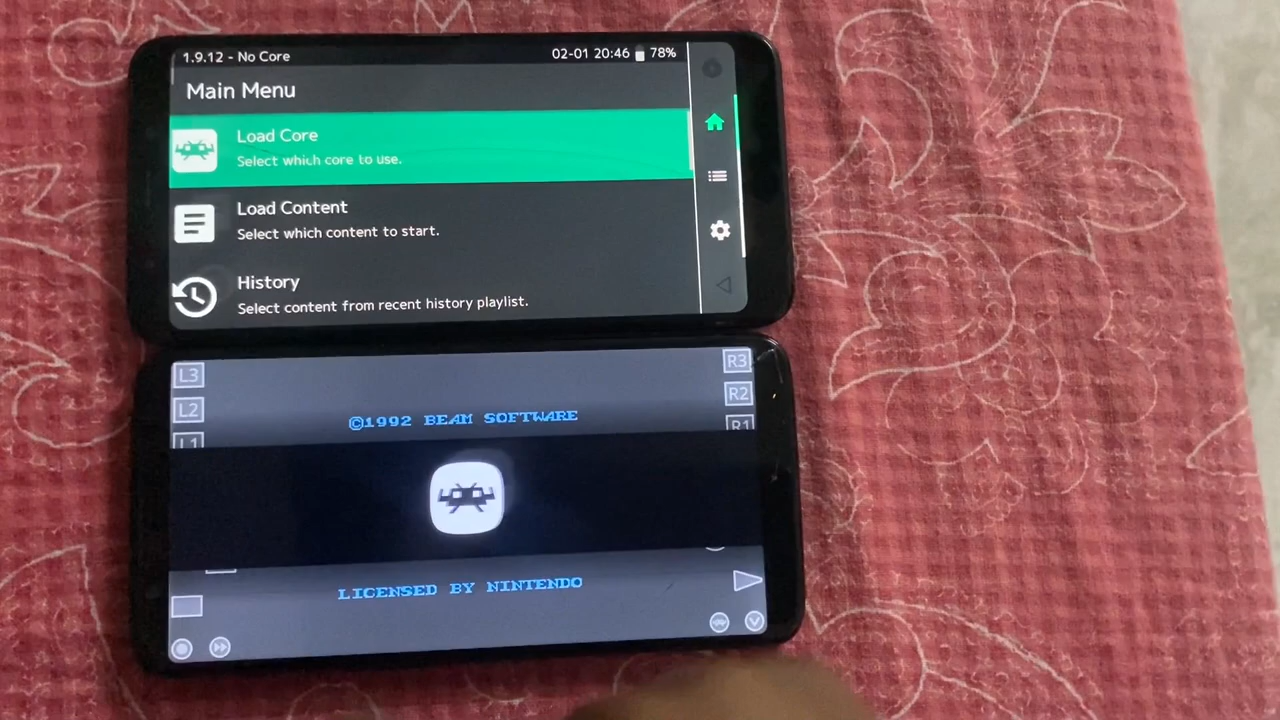 1.9.12 - No Core
02-01 20:46 78%
Main Menu
Load Core
Select which core to use.
Load Content
Select which content to start.
History
Select content from recent history playlist.
L3
R3
L2
R2
L1
R1
©1992 BEAM SOFTWARE
LICENSED BY NINTENDO